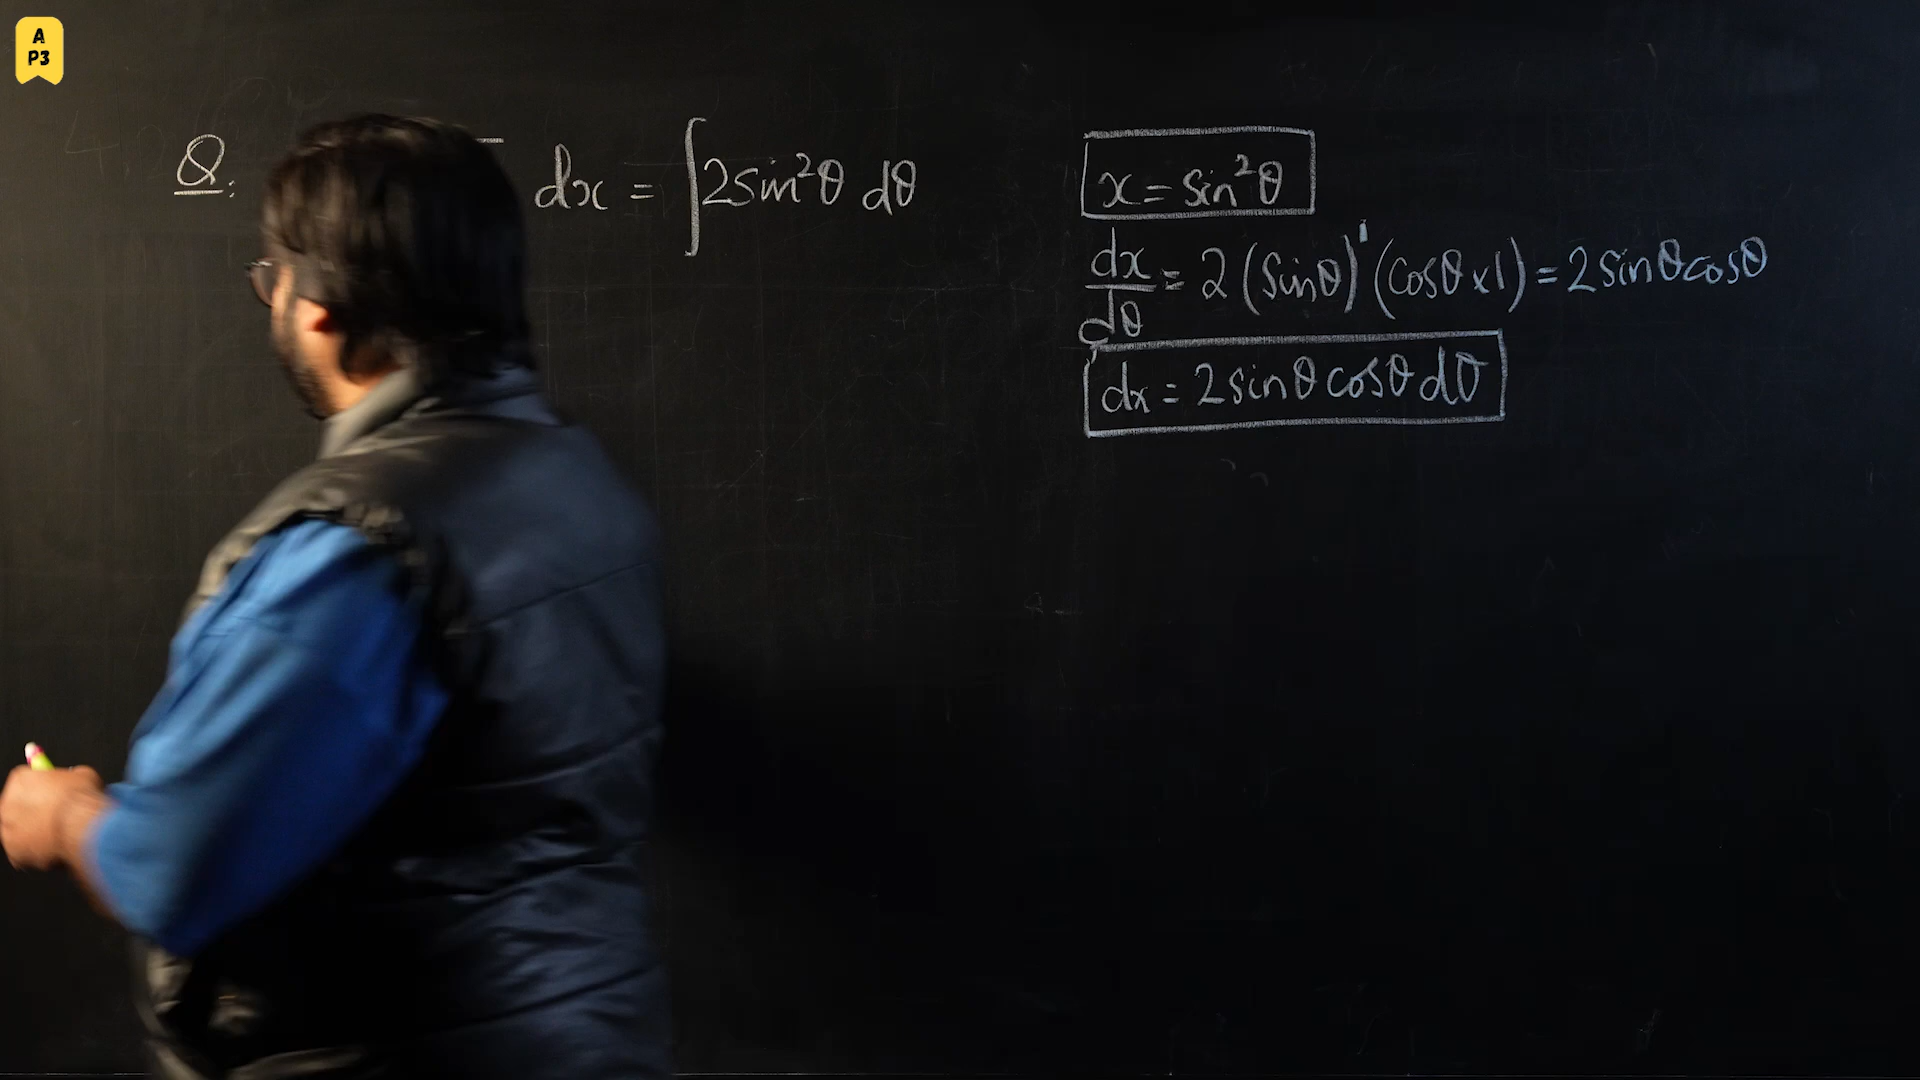 A
P3
Q. dx = ∫2sin²θ dθ
x = sin²θ
dx/dθ = 2(sinθ)¹(cosθ×1) = 2sinθcosθ
dx = 2sinθcosθdθ